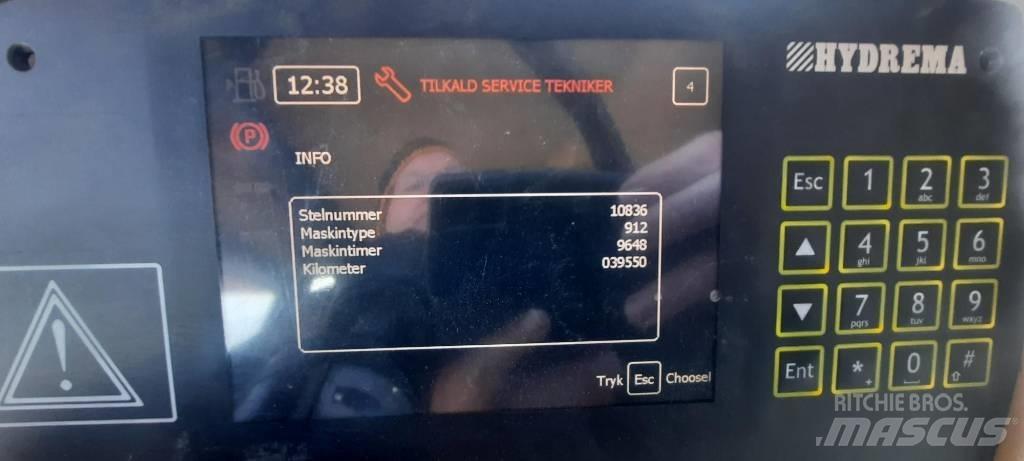 HYDREMA
12:38 TILKALD SERVICE TEKNIKER 4
P
INFO
Stelnummer 10836
Maskintype 912
Maskintimer 9648
Kilometer 039550
Tryk Esc Choosel
Esc 1 2 abc 3 def
▲ 4 ghi 5 jkl 6 mno
▼ 7 pqrs 8 tuv 9 wxyz
Ent * + 0 #
!
RITCHIE BROS.
MASCUS